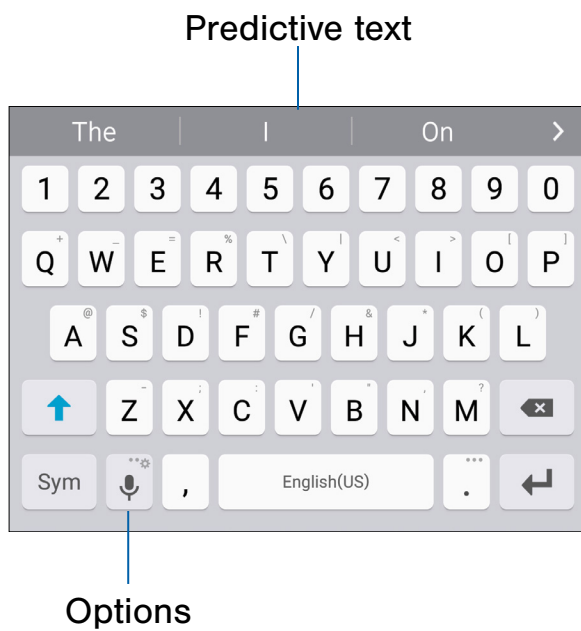 Predictive text
The I On >
1 2 3 4 5 6 7 8 9 0
+ _ = % \ | < > [ ]
Q W E R T Y U I O P
@ $ ! # / & * ( )
A S D F G H J K L
- ; : ' " , ?
Z X C V B N M
Sym , English(US) .
Options